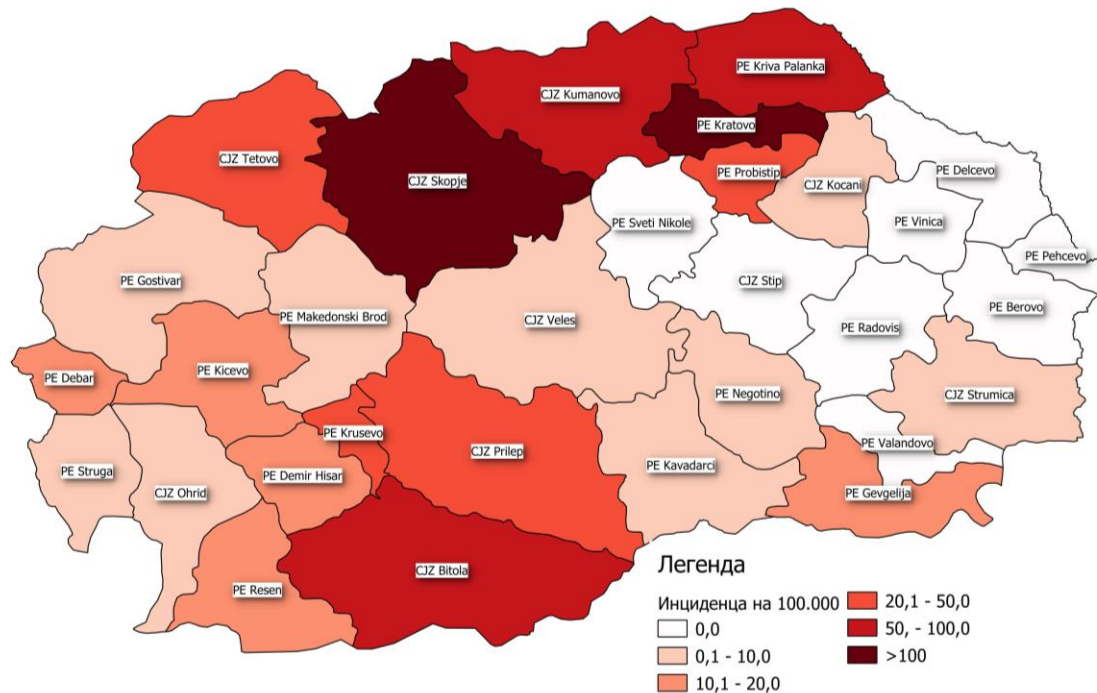 PE Kriva Palanka
CJZ Kumanovo
PE Kratovo
CJZ Tetovo
PE Probistip
PE Delcevo
CJZ Skopje
CJZ Kocani
PE Sveti Nikole
PE Vinica
PE Pehcevo
PE Gostivar
CJZ Stip
PE Berovo
PE Makedonski Brod
CJZ Veles
PE Radovis
PE Debar
PE Kicevo
PE Negotino
CJZ Strumica
PE Krusevo
PE Valandovo
CJZ Prilep
PE Struga
PE Demir Hisar
PE Kavadarci
CJZ Ohrid
PE Gevgelija
CJZ Bitola
PE Resen
Легенда
Инциденца на 100.000
0,0
0,1 - 10,0
10,1 - 20,0
20,1 - 50,0
50, - 100,0
>100